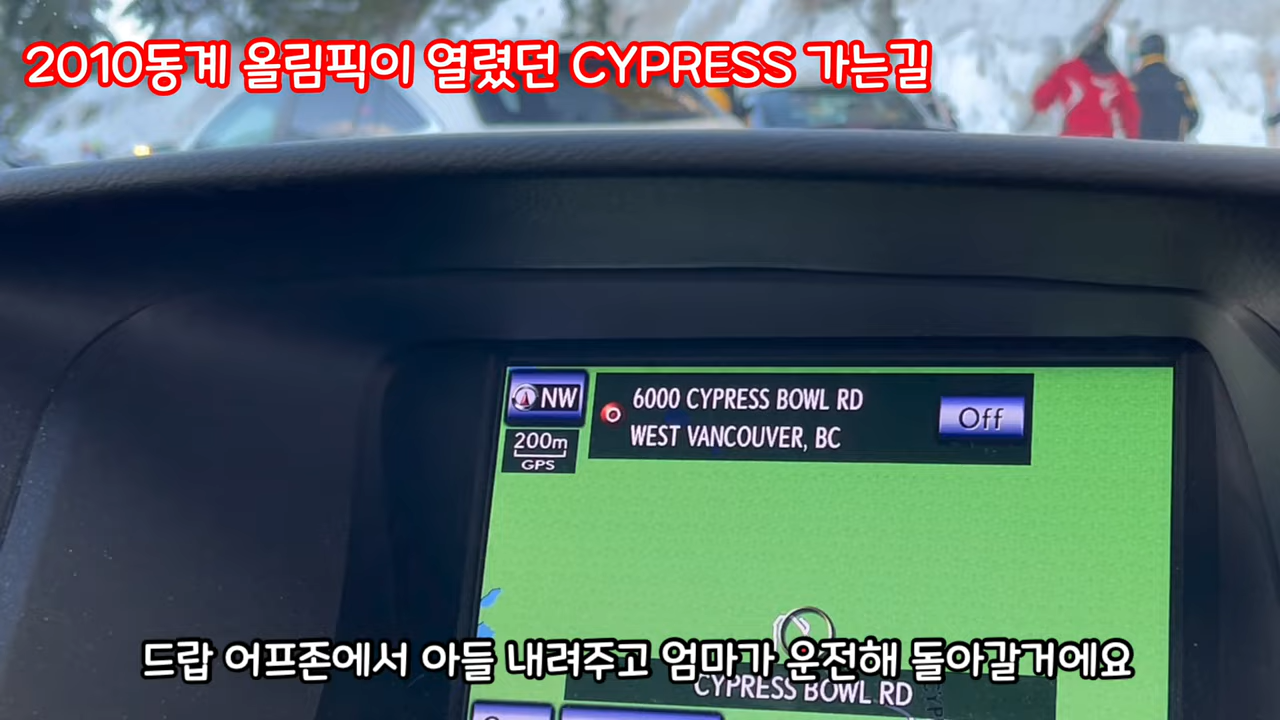 2010동계 올림픽이 열렸던 CYPRESS 가는길
NW
6000 CYPRESS BOWL RD
WEST VANCOUVER, BC
Off
200m
GPS
드랍 어프존에서 아들 내려주고 엄마가 운전해 돌아갈거에요
CYPRESS BOWL RD